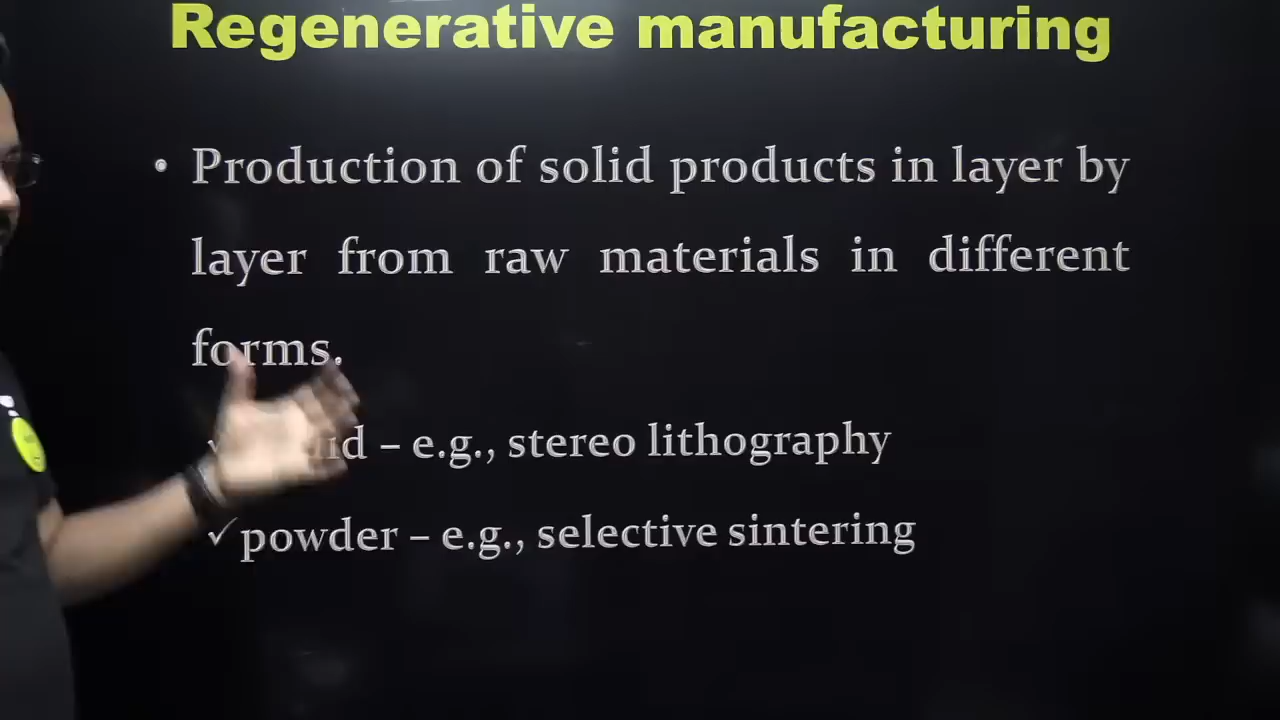 Regenerative manufacturing
• Production of solid products in layer by
layer from raw materials in different
forms.
– e.g., stereo lithography
✓ powder – e.g., selective sintering